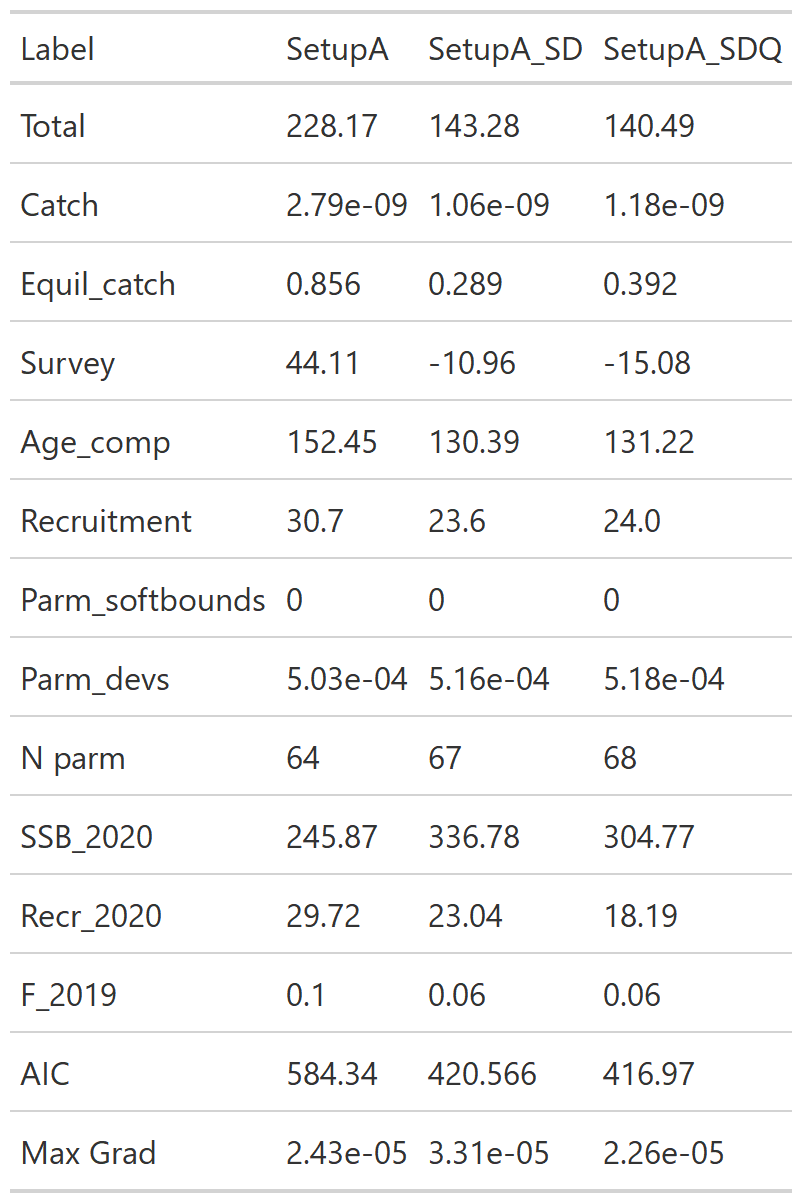 Label SetupA SetupA_SD SetupA_SDQ
Total 228.17 143.28 140.49
Catch 2.79e-09 1.06e-09 1.18e-09
Equil_catch 0.856 0.289 0.392
Survey 44.11 -10.96 -15.08
Age_comp 152.45 130.39 131.22
Recruitment 30.7 23.6 24.0
Parm_softbounds 0 0 0
Parm_devs 5.03e-04 5.16e-04 5.18e-04
N parm 64 67 68
SSB_2020 245.87 336.78 304.77
Recr_2020 29.72 23.04 18.19
F_2019 0.1 0.06 0.06
AIC 584.34 420.566 416.97
Max Grad 2.43e-05 3.31e-05 2.26e-05